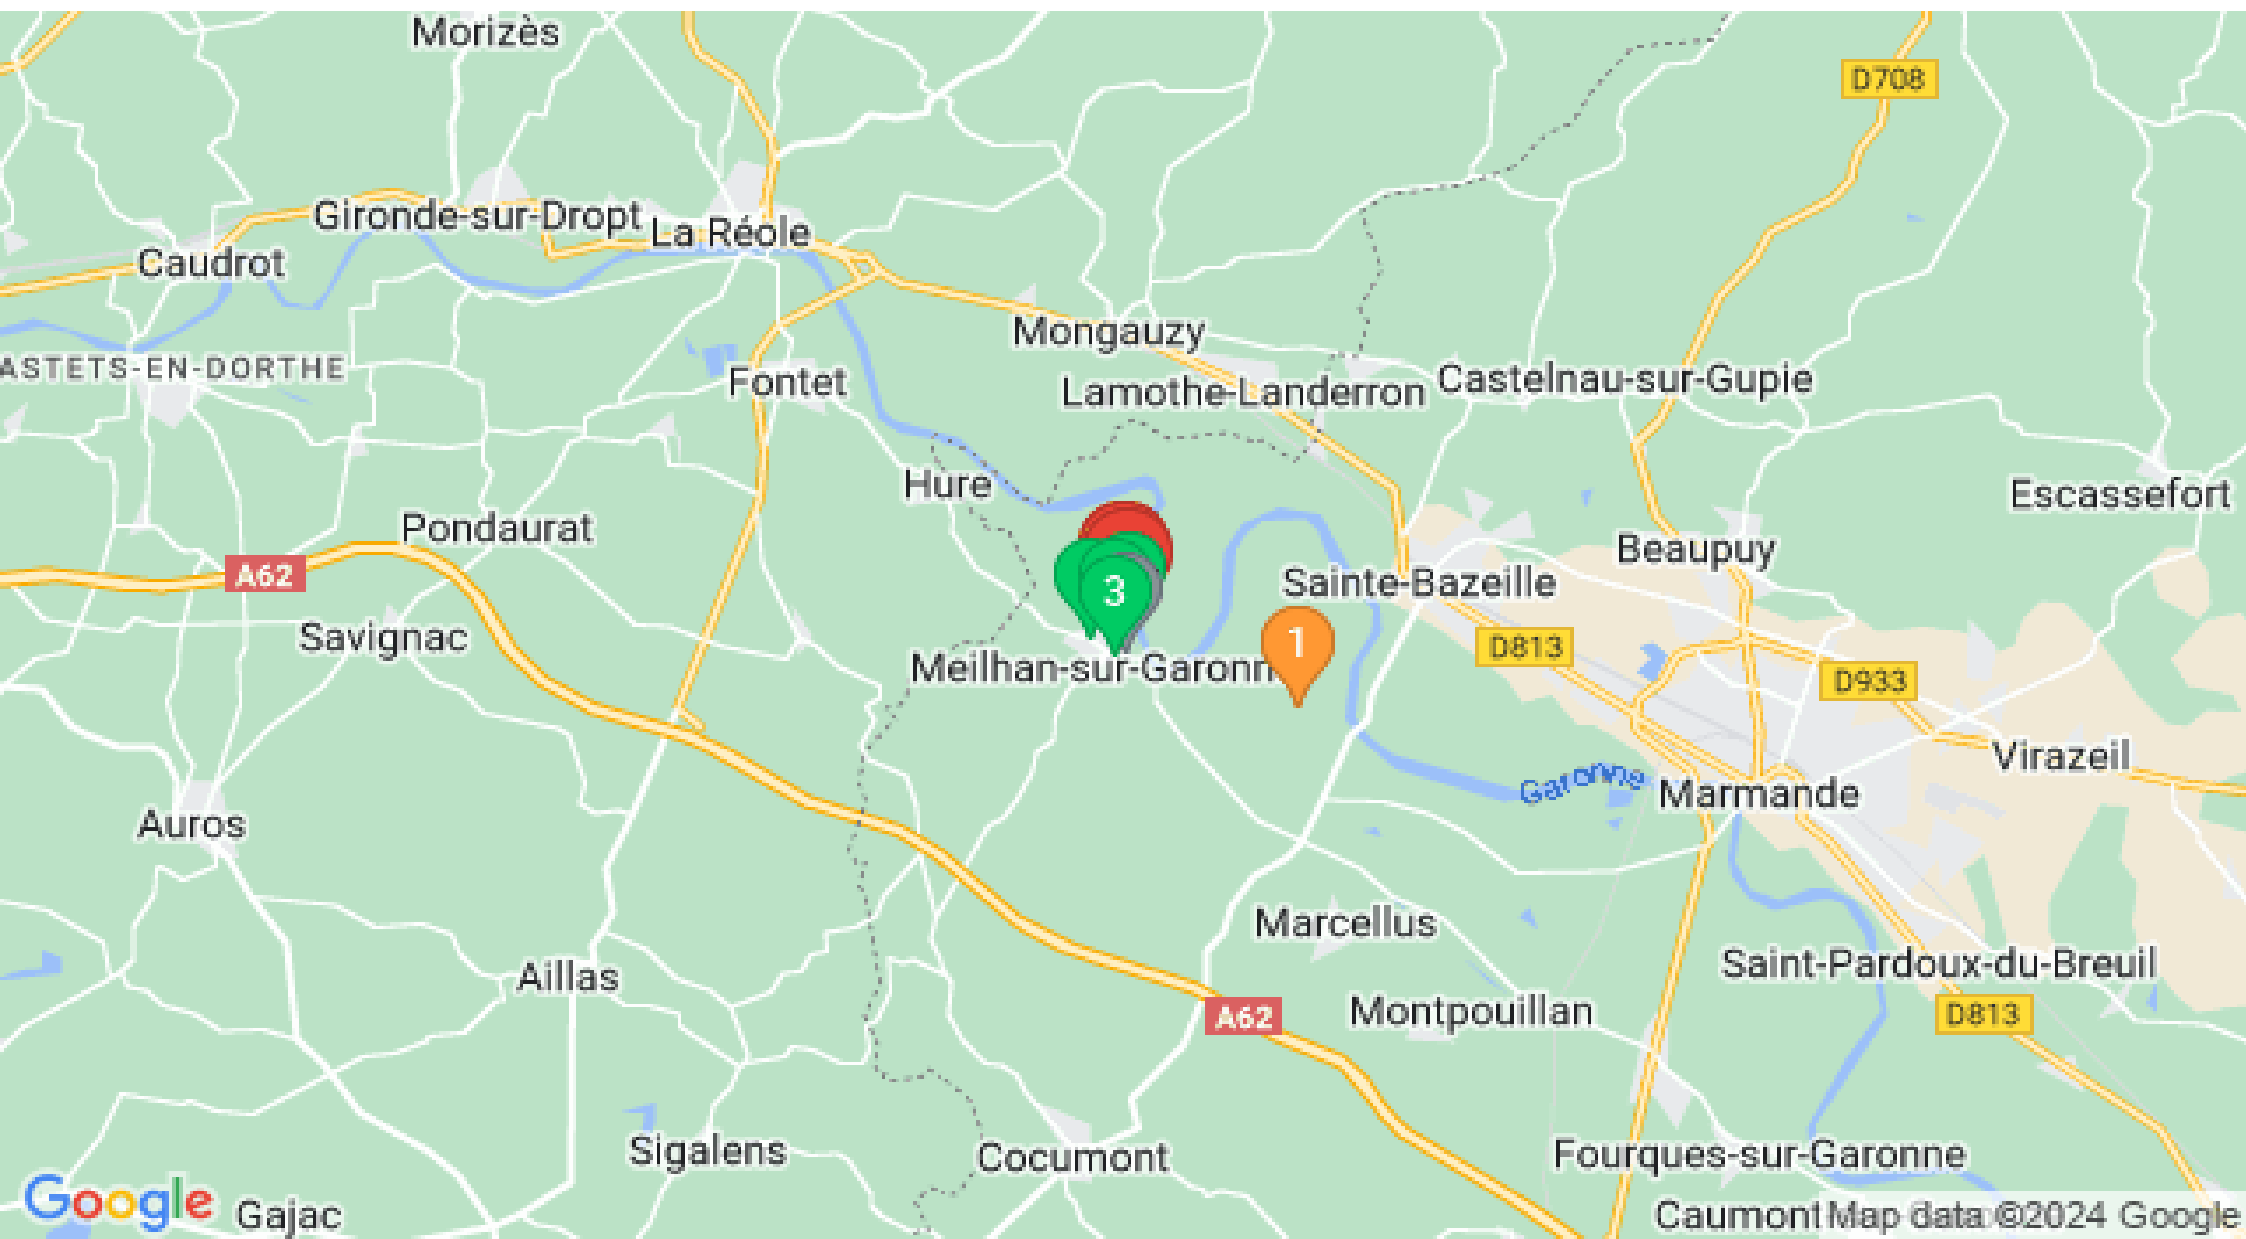 Morizès
D708
Gironde-sur-Dropt
La Réole
Caudrot
Mongauzy
ASTETS-EN-DORTHE
Fontet
Lamothe-Landerron
Castelnau-sur-Gupie
Hure
Escassefort
Pondaurat
Beaupuy
A62
Sainte-Bazeille
3
Savignac
1
D813
Meilhan-sur-Garonn
D933
Virazeil
Garonne
Marmande
Auros
Marcellus
Saint-Pardoux-du-Breuil
Aillas
Montpouillan
A62
D813
Sigalens
Cocumont
Fourques-sur-Garonne
Google
Gajac
Caumont
Map data ©2024 Google